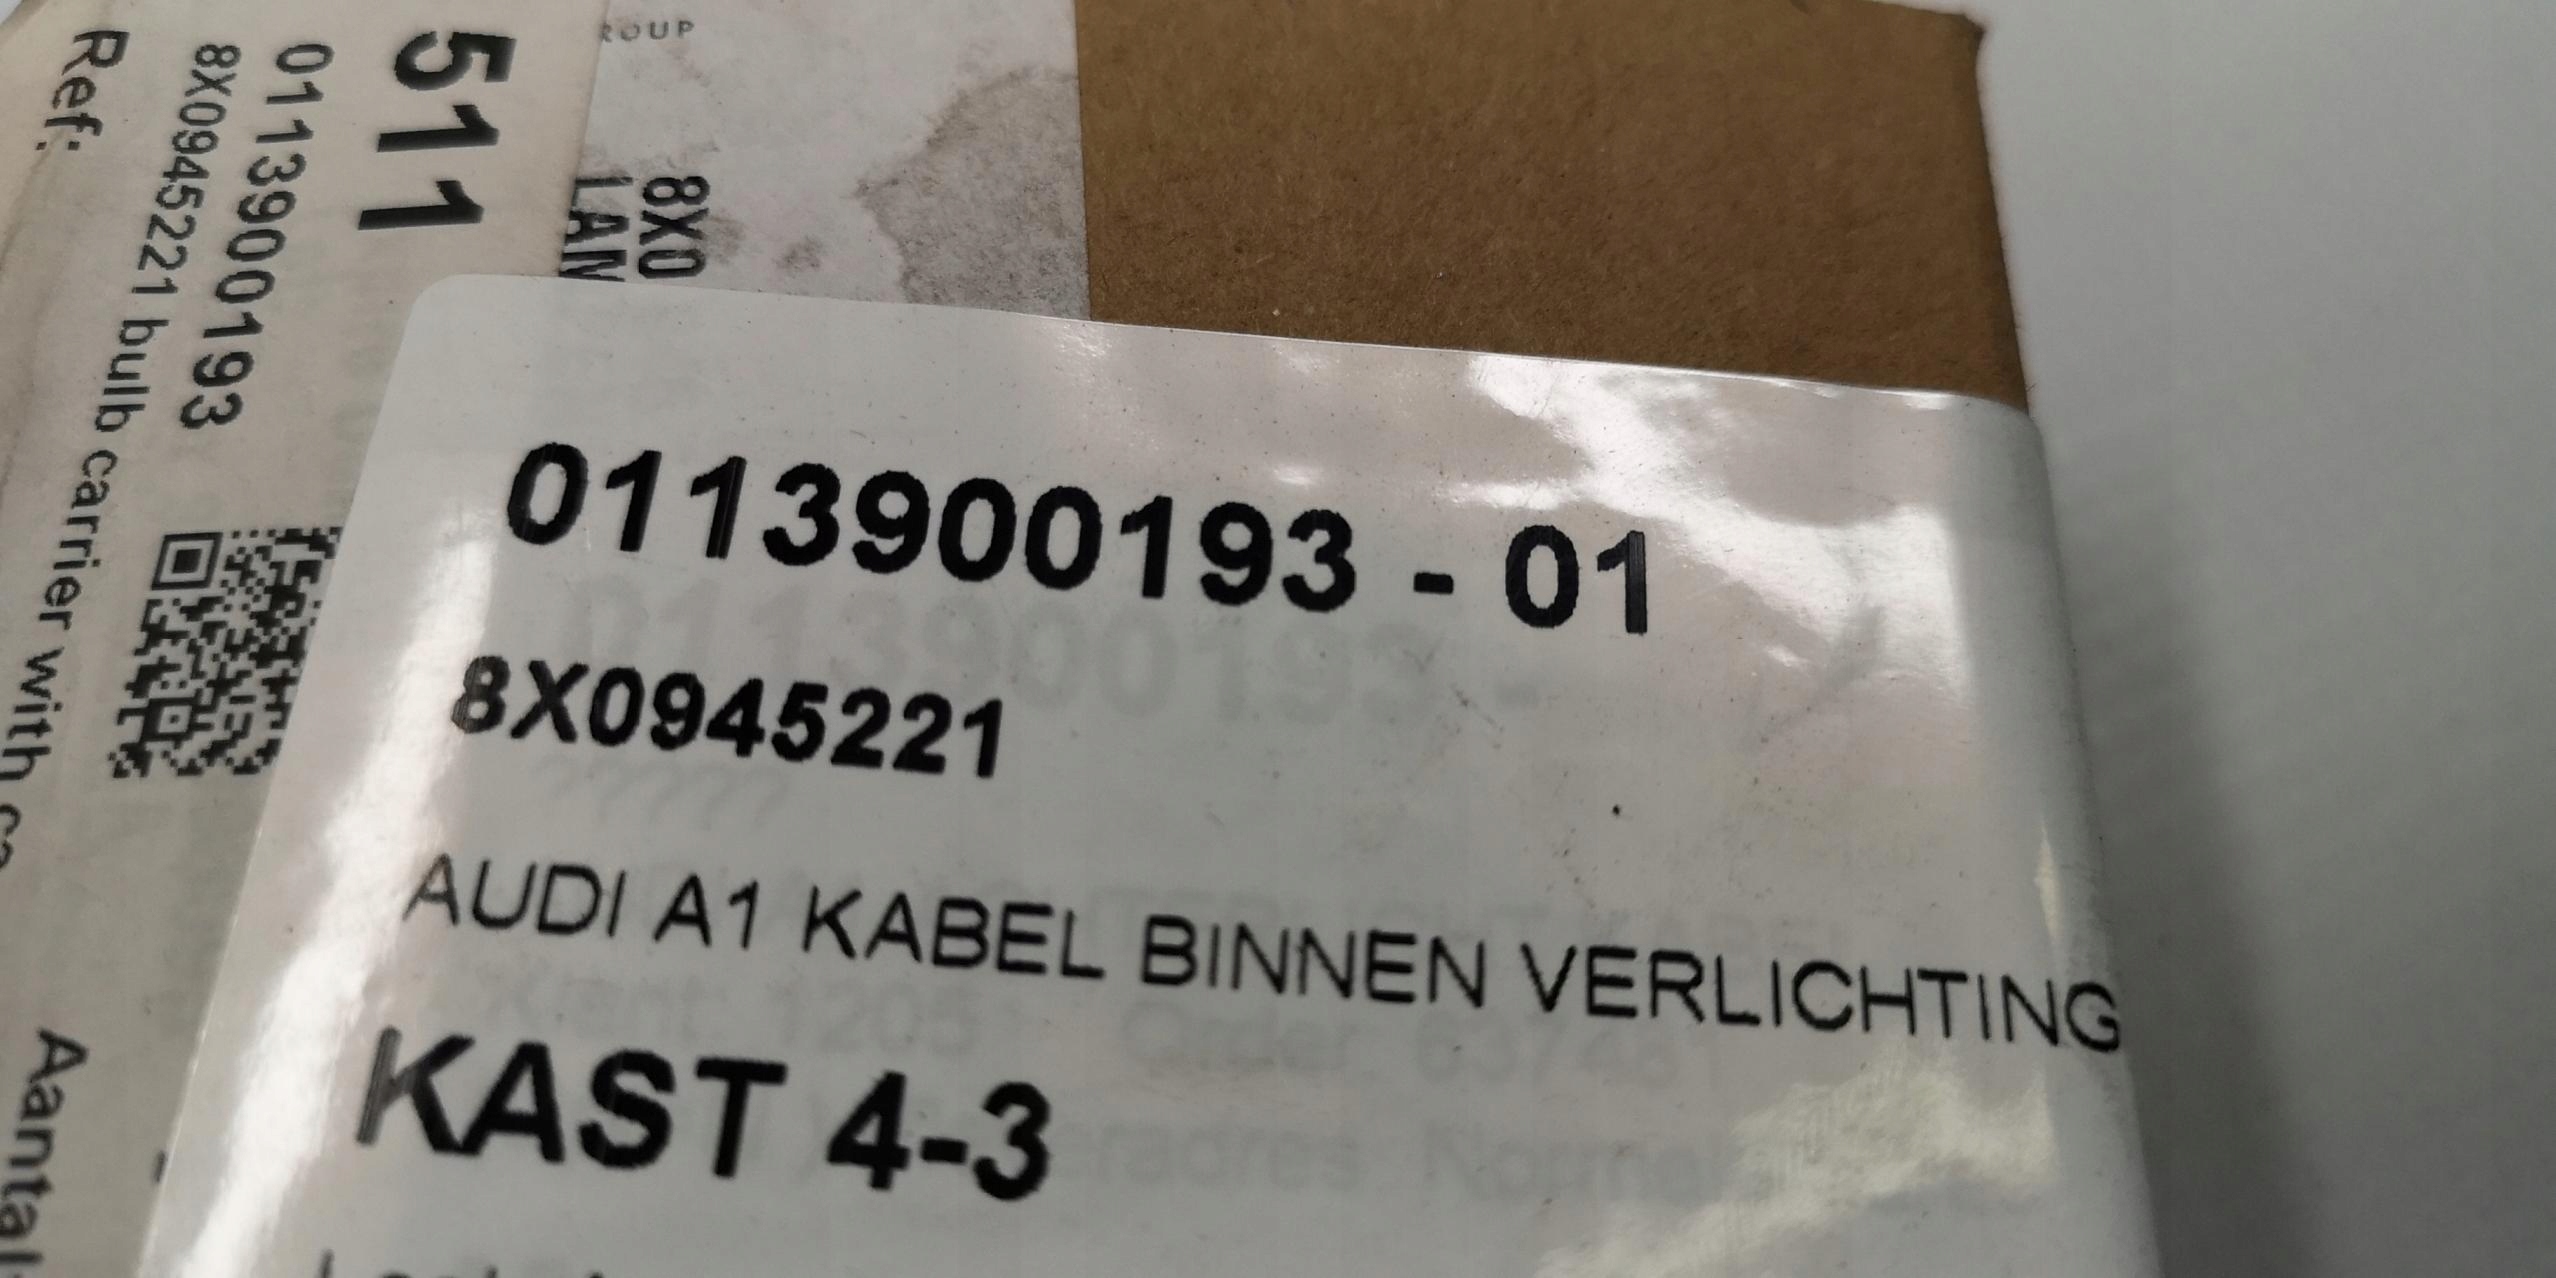 511
0113900193
8X0945221 bulb carrier with
Ref:
Aantal
ROUP
8X0
LAN
0113900193 - 01
8X0945221
AUDI A1 KABEL BINNEN VERLICHTING
KAST 4-3